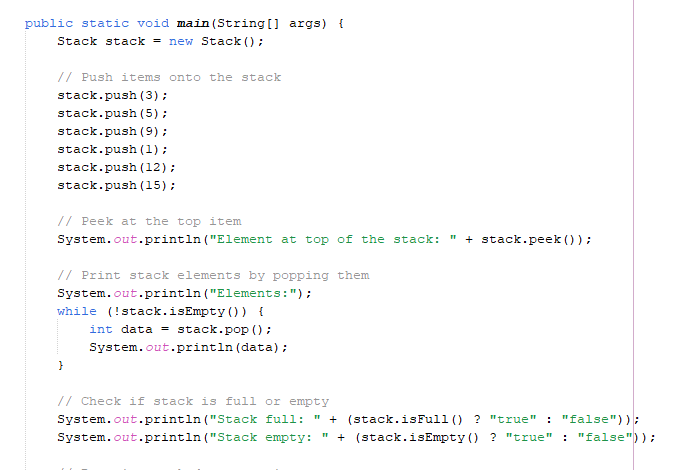 public static void main(String[] args) {
Stack stack = new Stack();
// Push items onto the stack
stack.push(3);
stack.push(5);
stack.push(9);
stack.push(1);
stack.push(12);
stack.push(15);
// Peek at the top item
System.out.println("Element at top of the stack: " + stack.peek());
// Print stack elements by popping them
System.out.println("Elements:");
while (!stack.isEmpty()) {
int data = stack.pop();
System.out.println(data);
}
// Check if stack is full or empty
System.out.println("Stack full: " + (stack.isFull() ? "true" : "false"));
System.out.println("Stack empty: " + (stack.isEmpty() ? "true" : "false"));